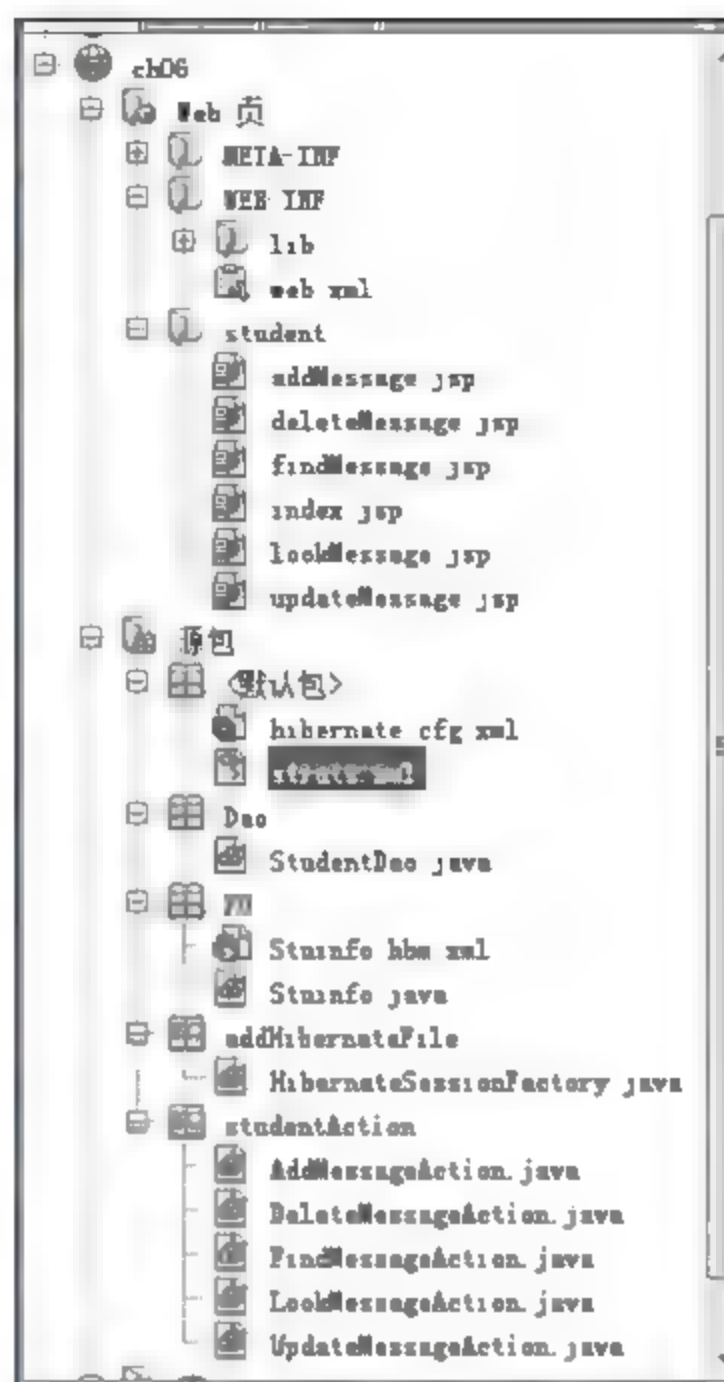 ch06
Web 页
META-INF
WEB-INF
lib
web.xml
student
addMessage.jsp
deleteMessage.jsp
findMessage.jsp
index.jsp
lookMessage.jsp
updateMessage.jsp
源包
<默认包>
hibernate.cfg.xml
struts.xml
Dao
StudentDao.java
PO
Stuinfo.hbm.xml
Stuinfo.java
addHibernateFile
HibernateSessionFactory.java
studentAction
AddMessageAction.java
DeleteMessageAction.java
FindMessageAction.java
LookMessageAction.java
UpdateMessageAction.java